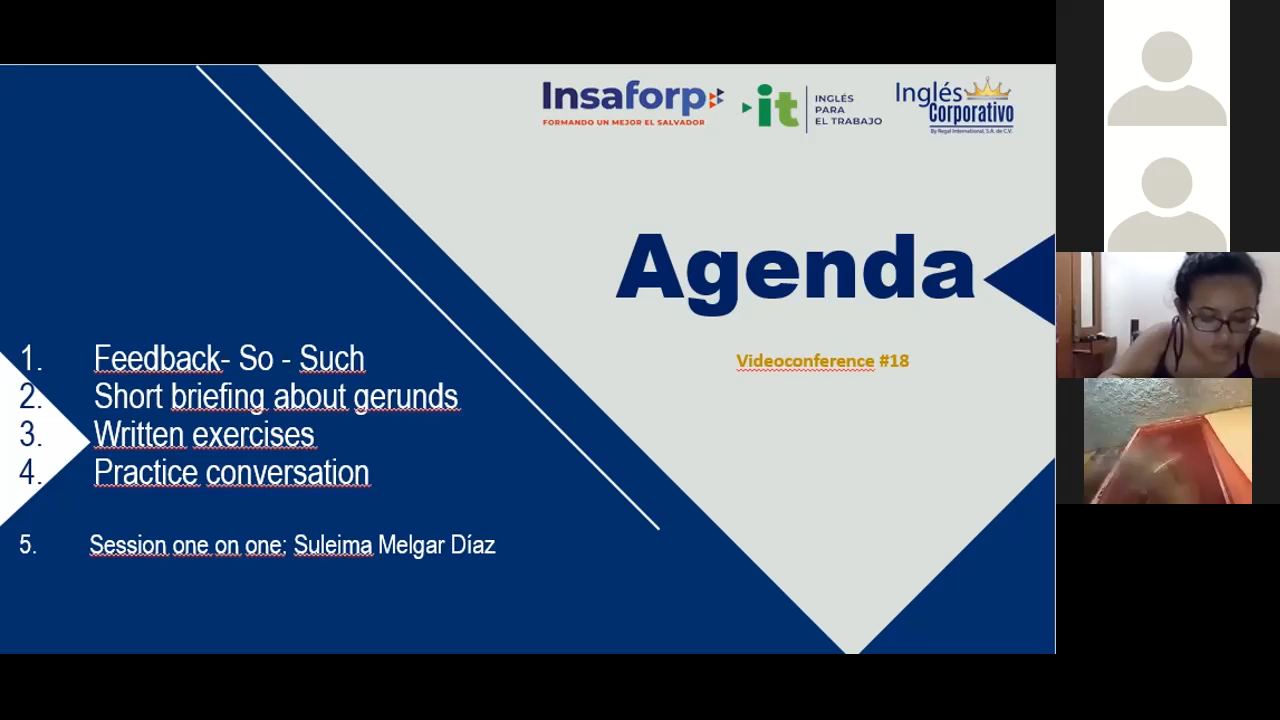 Insaforp
FORMANDO UN MEJOR EL SALVADOR
it
INGLÉS
PARA
EL TRABAJO
Inglés
Corporativo
By Regal International, S.A. de C.V.
Agenda
Videoconference #18
1. Feedback- So - Such
2. Short briefing about gerunds
3. Written exercises
4. Practice conversation
5. Session one on one: Suleima Melgar Díaz